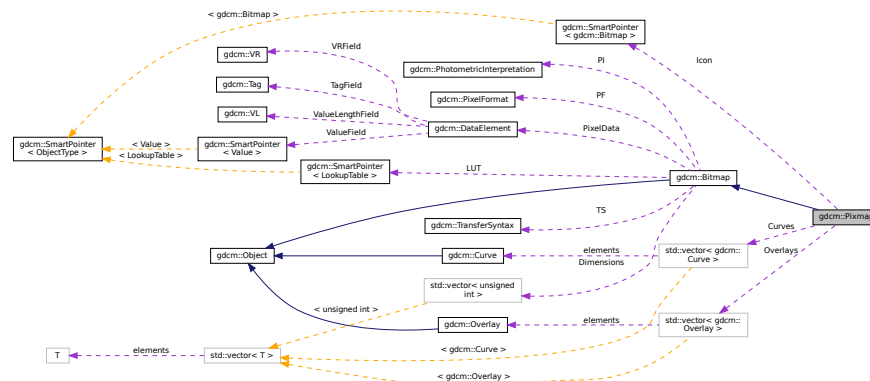 < gdcm::Bitmap >
gdcm::SmartPointer
< gdcm::Bitmap >
gdcm::VR
VRField
Icon
PI
gdcm::PhotometricInterpretation
gdcm::Tag
TagField
PF
gdcm::PixelFormat
gdcm::VL
ValueLengthField
gdcm::DataElement
PixelData
ValueField
gdcm::SmartPointer
< ObjectType >
< Value >
gdcm::SmartPointer
< Value >
< LookupTable >
gdcm::SmartPointer
< LookupTable >
LUT
gdcm::Bitmap
TS
gdcm::Pixmap
gdcm::TransferSyntax
Curves
gdcm::Object
gdcm::Curve
elements
Dimensions
std::vector< gdcm::
Curve >
Overlays
std::vector< unsigned
int >
< unsigned int >
gdcm::Overlay
elements
std::vector< gdcm::
Overlay >
T
elements
std::vector< T >
< gdcm::Curve >
< gdcm::Overlay >